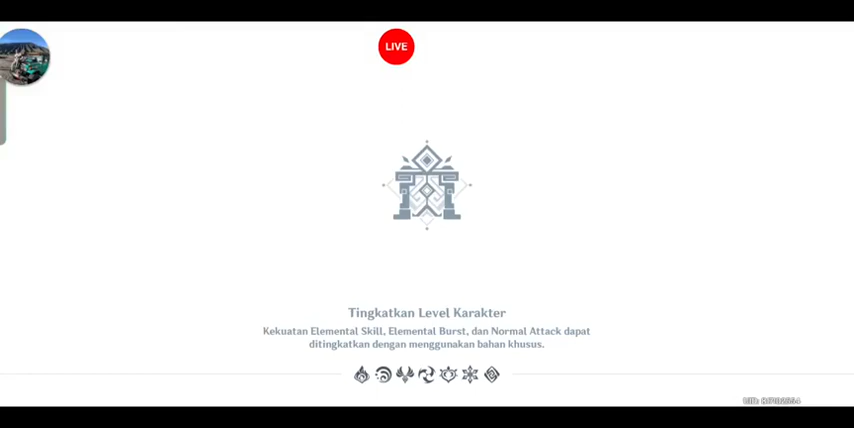 LIVE
Tingkatkan Level Karakter
Kekuatan Elemental Skill, Elemental Burst, dan Normal Attack dapat
ditingkatkan dengan menggunakan bahan khusus.